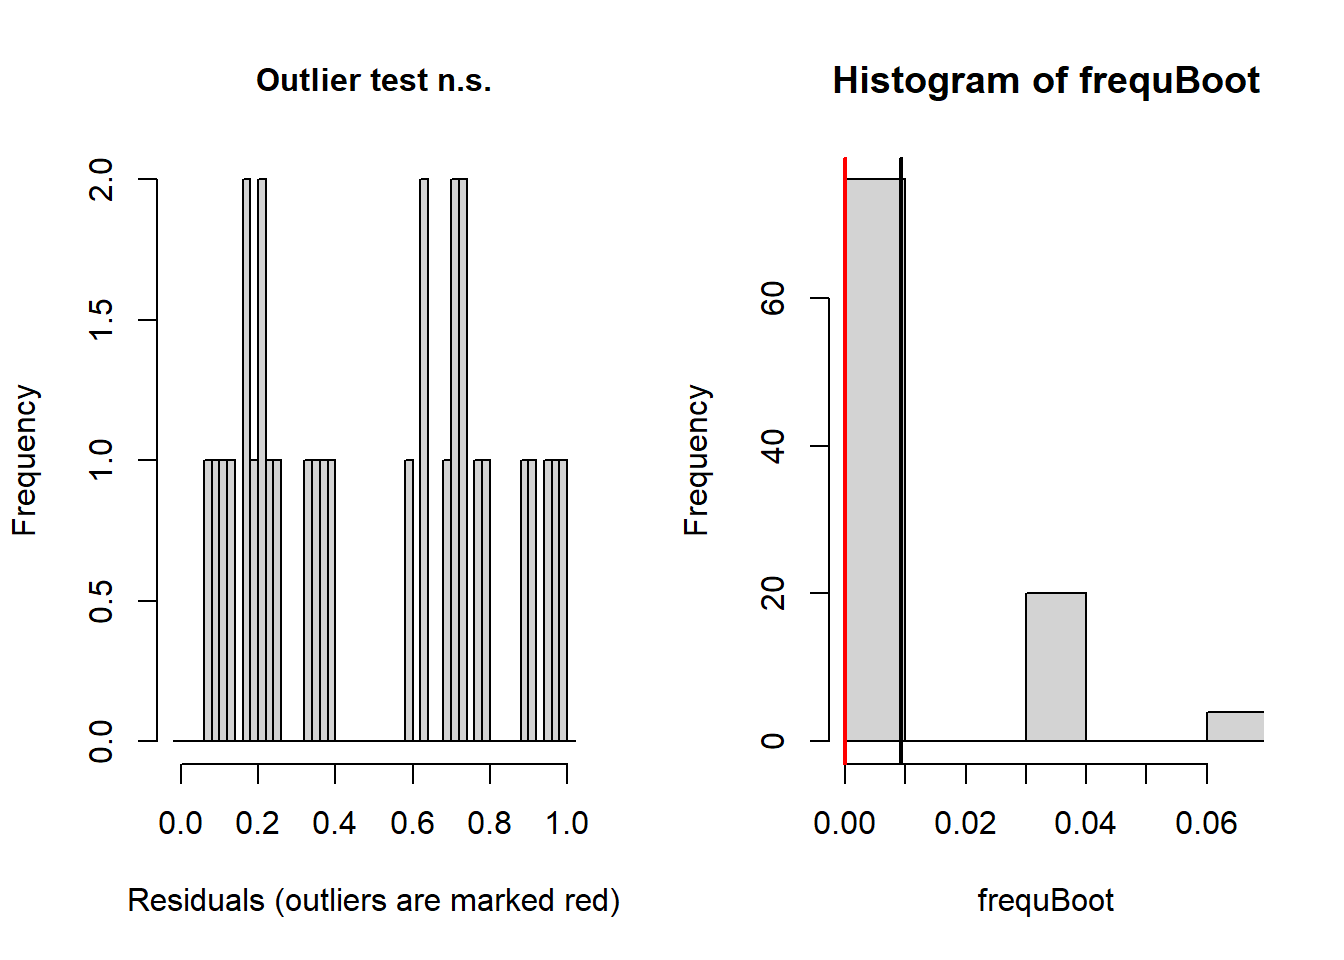 Outlier test n.s.
Frequency
2.0
1.5
1.0
0.5
0.0
0.0 0.2 0.4 0.6 0.8 1.0
Residuals (outliers are marked red)
Histogram of frequBoot
Frequency
60
40
20
0
0.00 0.02 0.04 0.06
frequBoot